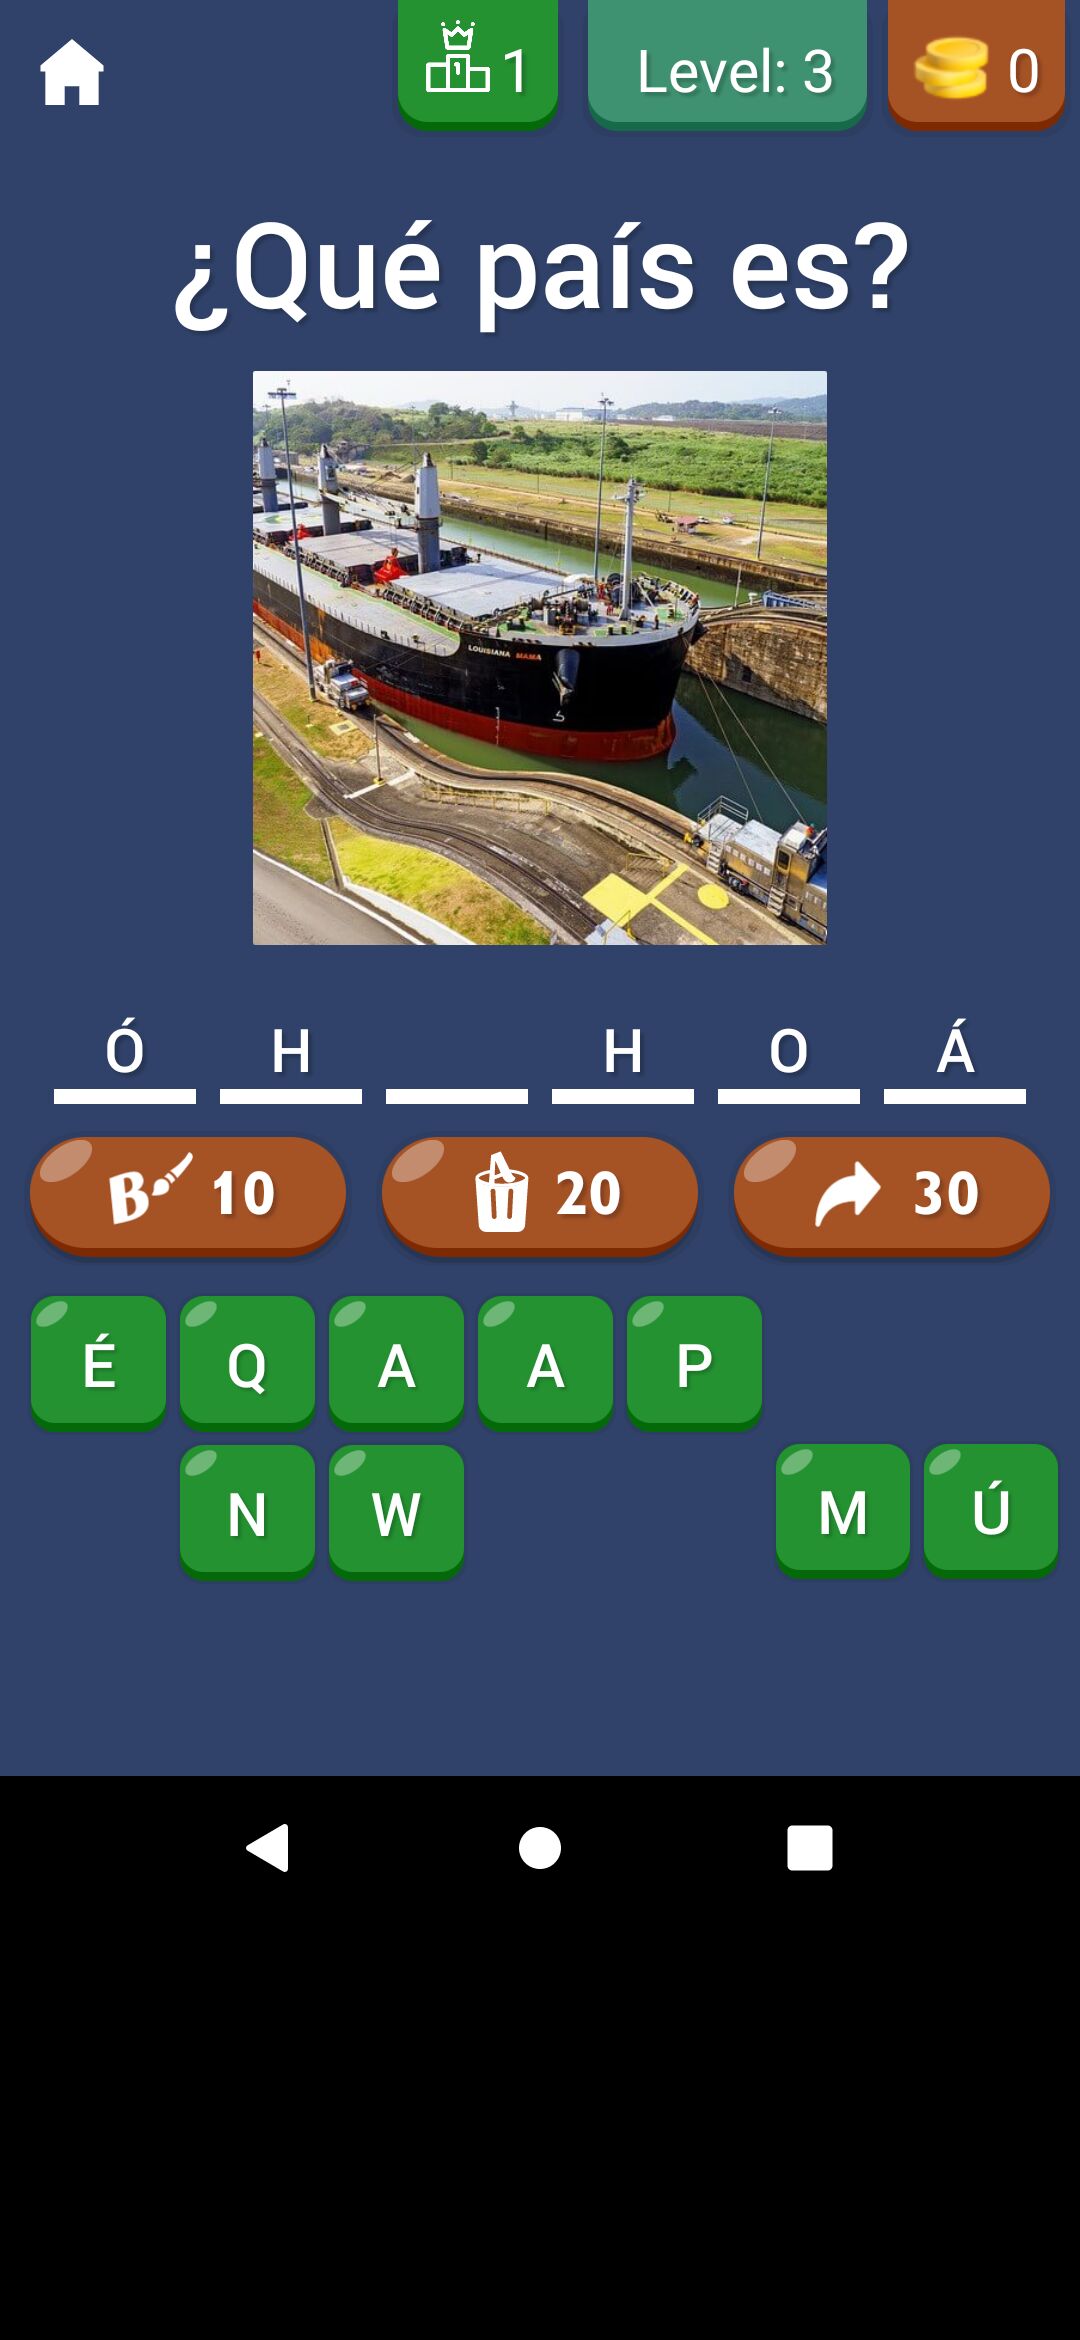 1 Level: 3 0
¿Qué país es?
LOUISIANA MAMA
Ó H H O Á
B 10 20 30
É Q A A P
N W M Ú